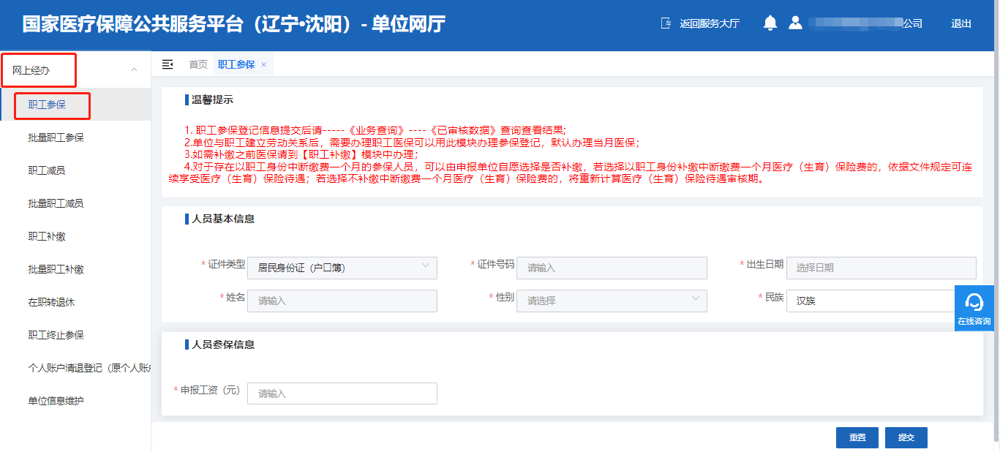 国家医疗保障公共服务平台（辽宁•沈阳）- 单位网厅
返回服务大厅
公司
退出
网上经办
职工参保
批量职工参保
职工减员
批量职工减员
职工补缴
批量职工补缴
在职转退休
职工终止参保
个人账户清退登记（原个人账
单位信息维护
首页 职工参保 ×
温馨提示
1. 职工参保登记信息提交后请-----《业务查询》----《已审核数据》查询查看结果;
2.单位与职工建立劳动关系后，需要办理职工医保可以用此模块办理参保登记，默认办理当月医保；
3.如需补缴之前医保请到【职工补缴】模块中办理；
4.对于存在以职工身份中断缴费一个月的参保人员，可以由申报单位自愿选择是否补缴，若选择以职工身份补缴中断缴费一个月医疗（生育）保险费的，依据文件规定可连
续享受医疗（生育）保险待遇；若选择不补缴中断缴费一个月医疗（生育）保险费的，将重新计算医疗（生育）保险待遇审核期。
人员基本信息
* 证件类型 居民身份证（户口簿） * 证件号码 请输入 * 出生日期 选择日期
* 姓名 请输入 * 性别 请选择 * 民族 汉族
在线咨询
人员参保信息
* 申报工资（元） 请输入
重置 提交